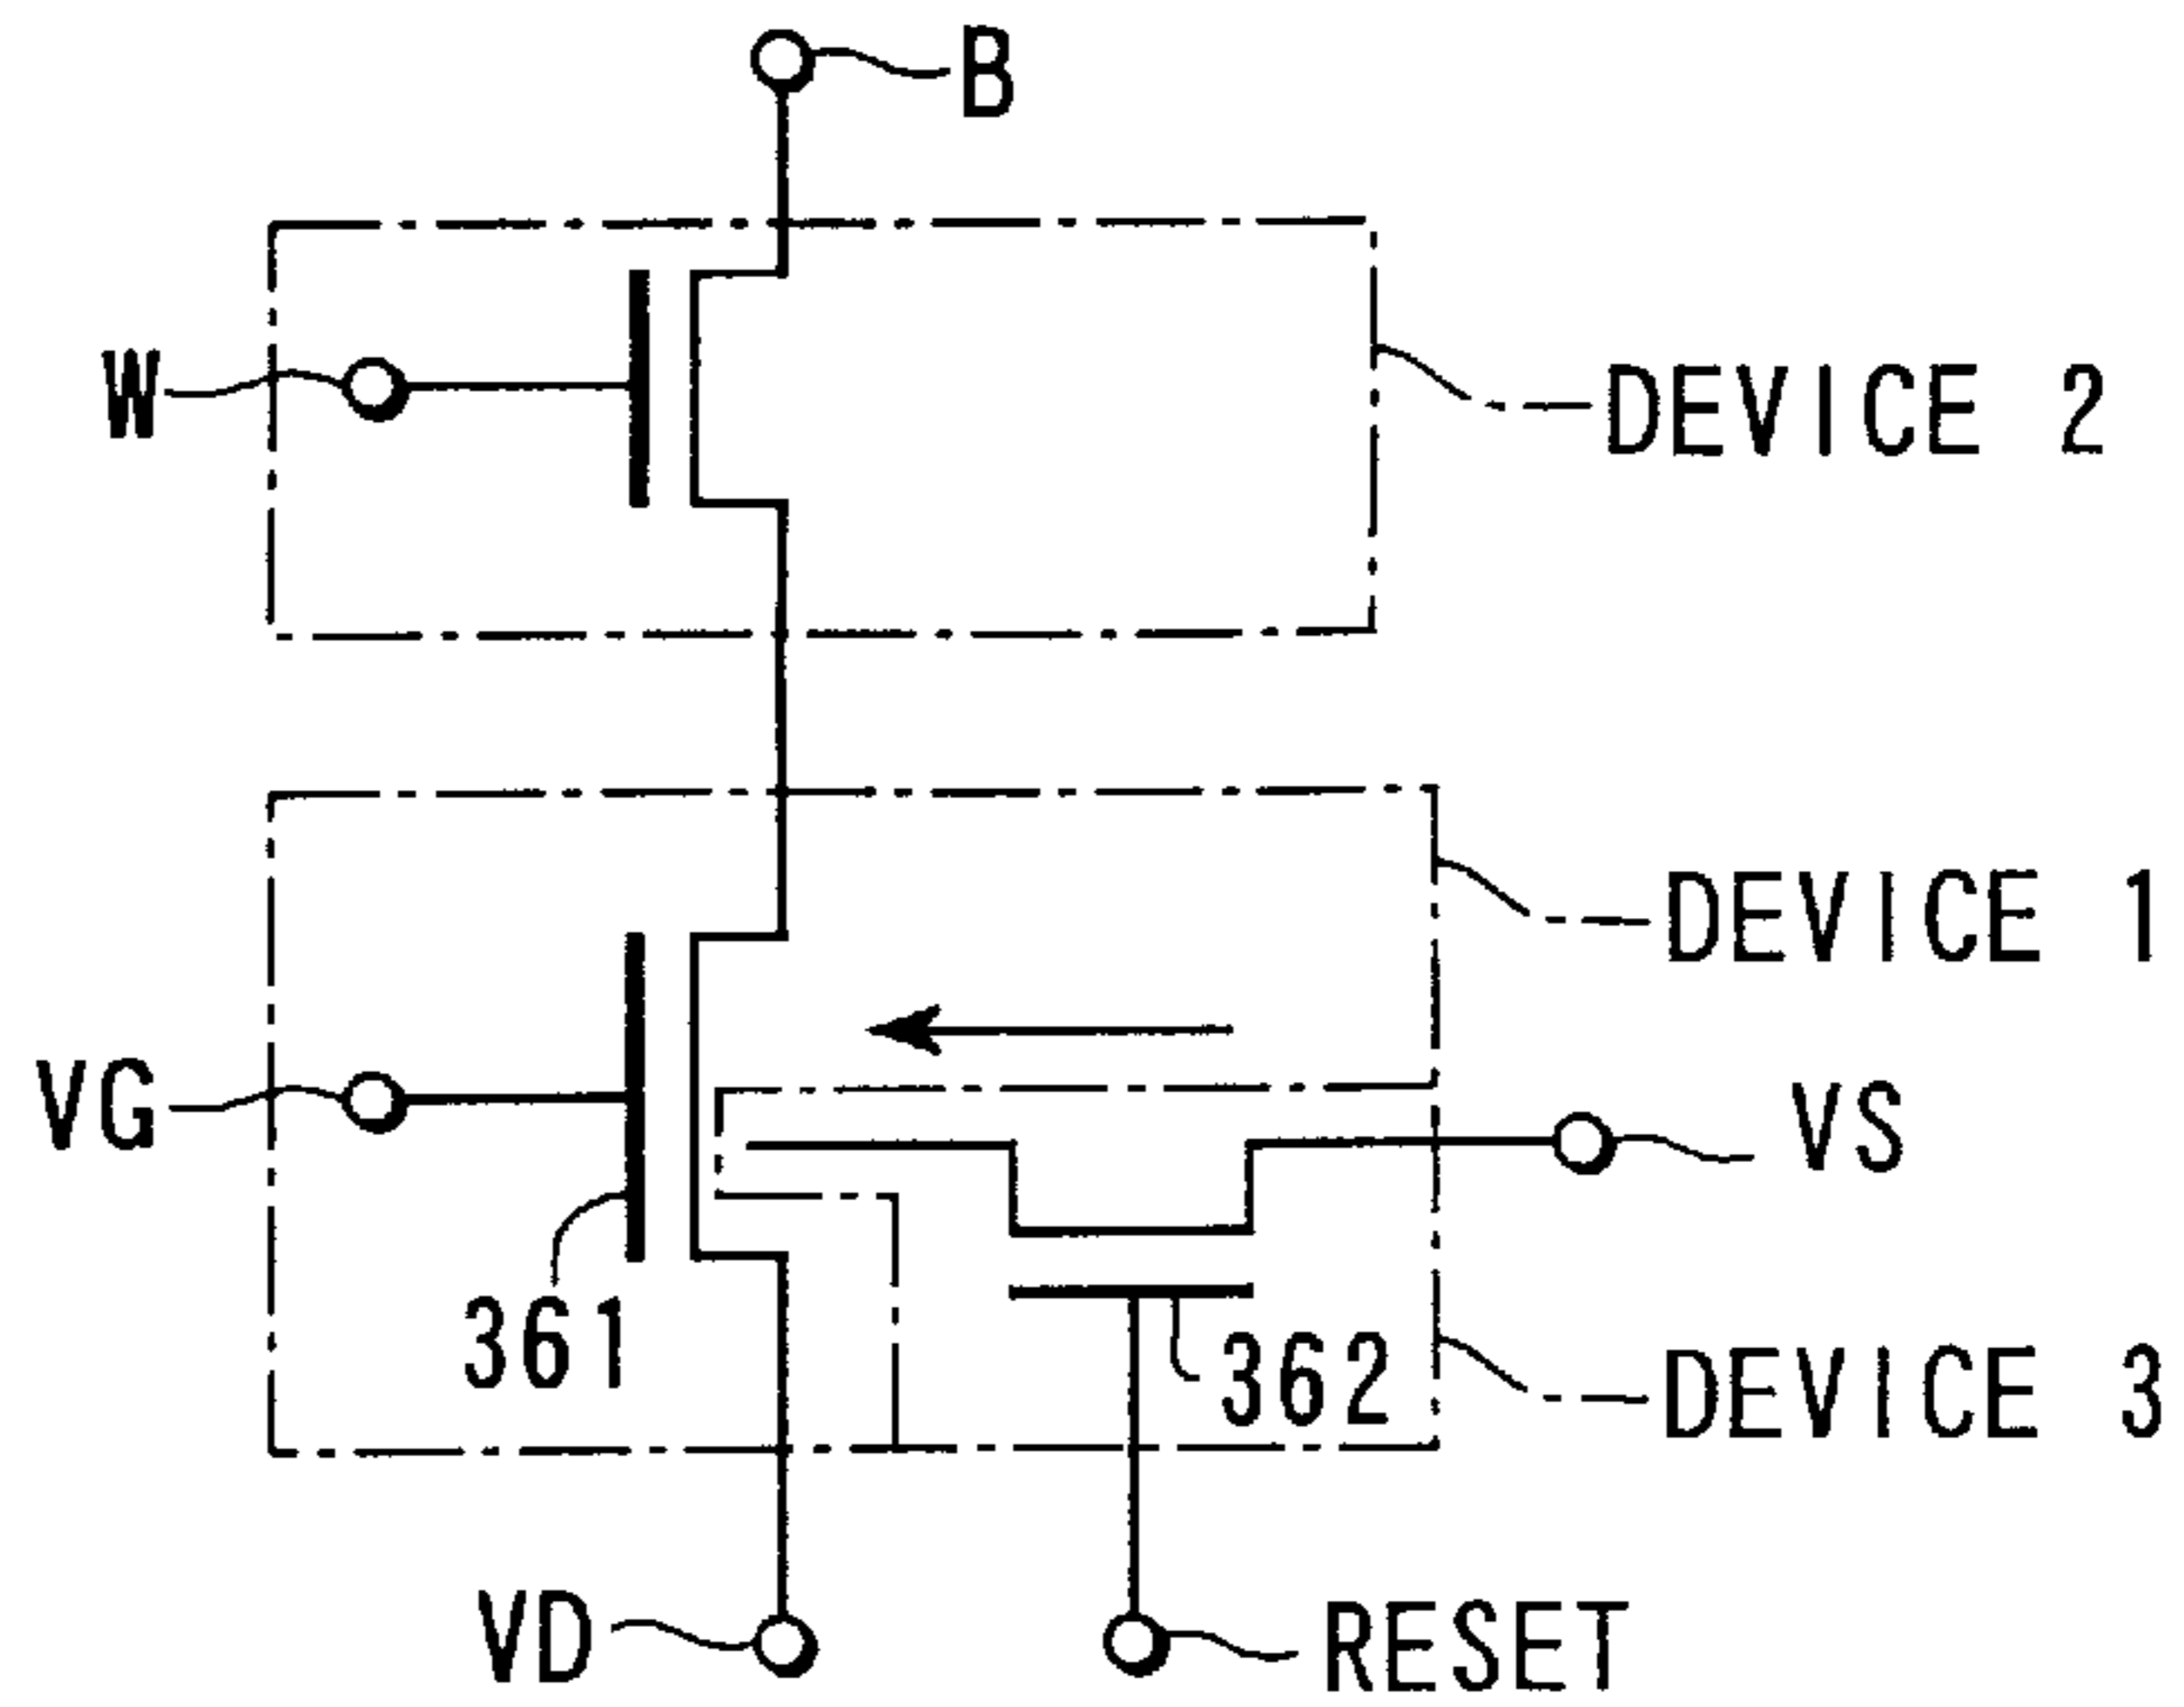 B
W
DEVICE 2
DEVICE 1
VG
VS
361
362
DEVICE 3
VD
RESET